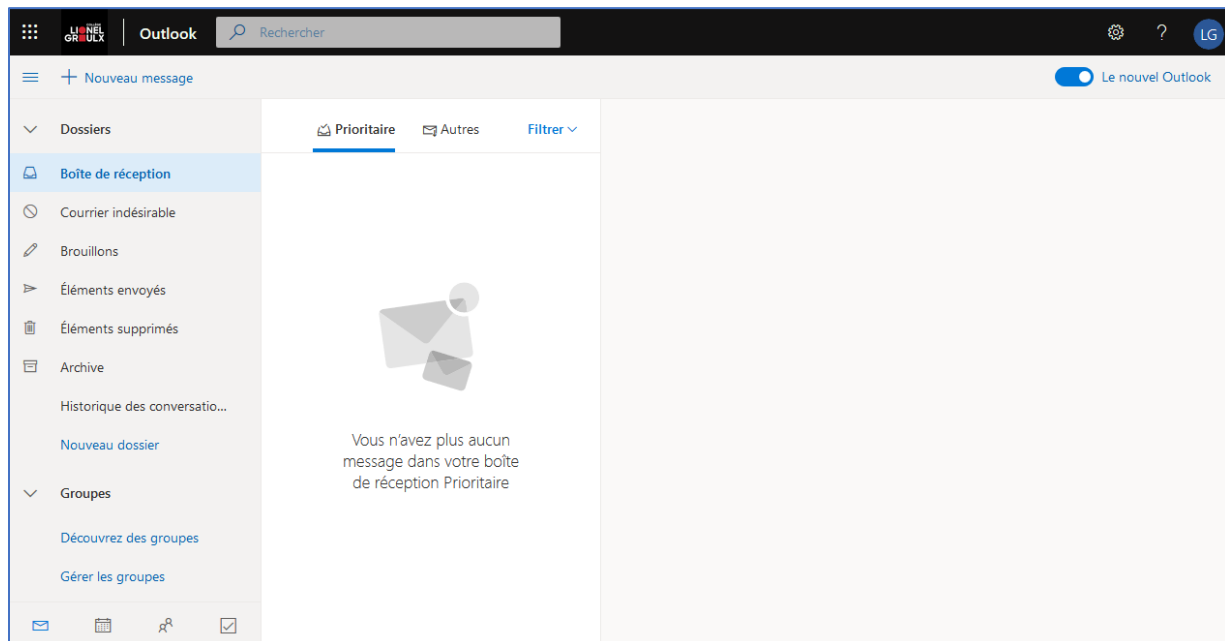 COLLÈGE
LIONEL
GROULX
Outlook
Rechercher
?
LG
Nouveau message
Le nouvel Outlook
Dossiers
Prioritaire
Autres
Filtrer
Boîte de réception
Courrier indésirable
Brouillons
Éléments envoyés
Éléments supprimés
Archive
Historique des conversatio...
Nouveau dossier
Vous n'avez plus aucun
message dans votre boîte
de réception Prioritaire
Groupes
Découvrez des groupes
Gérer les groupes